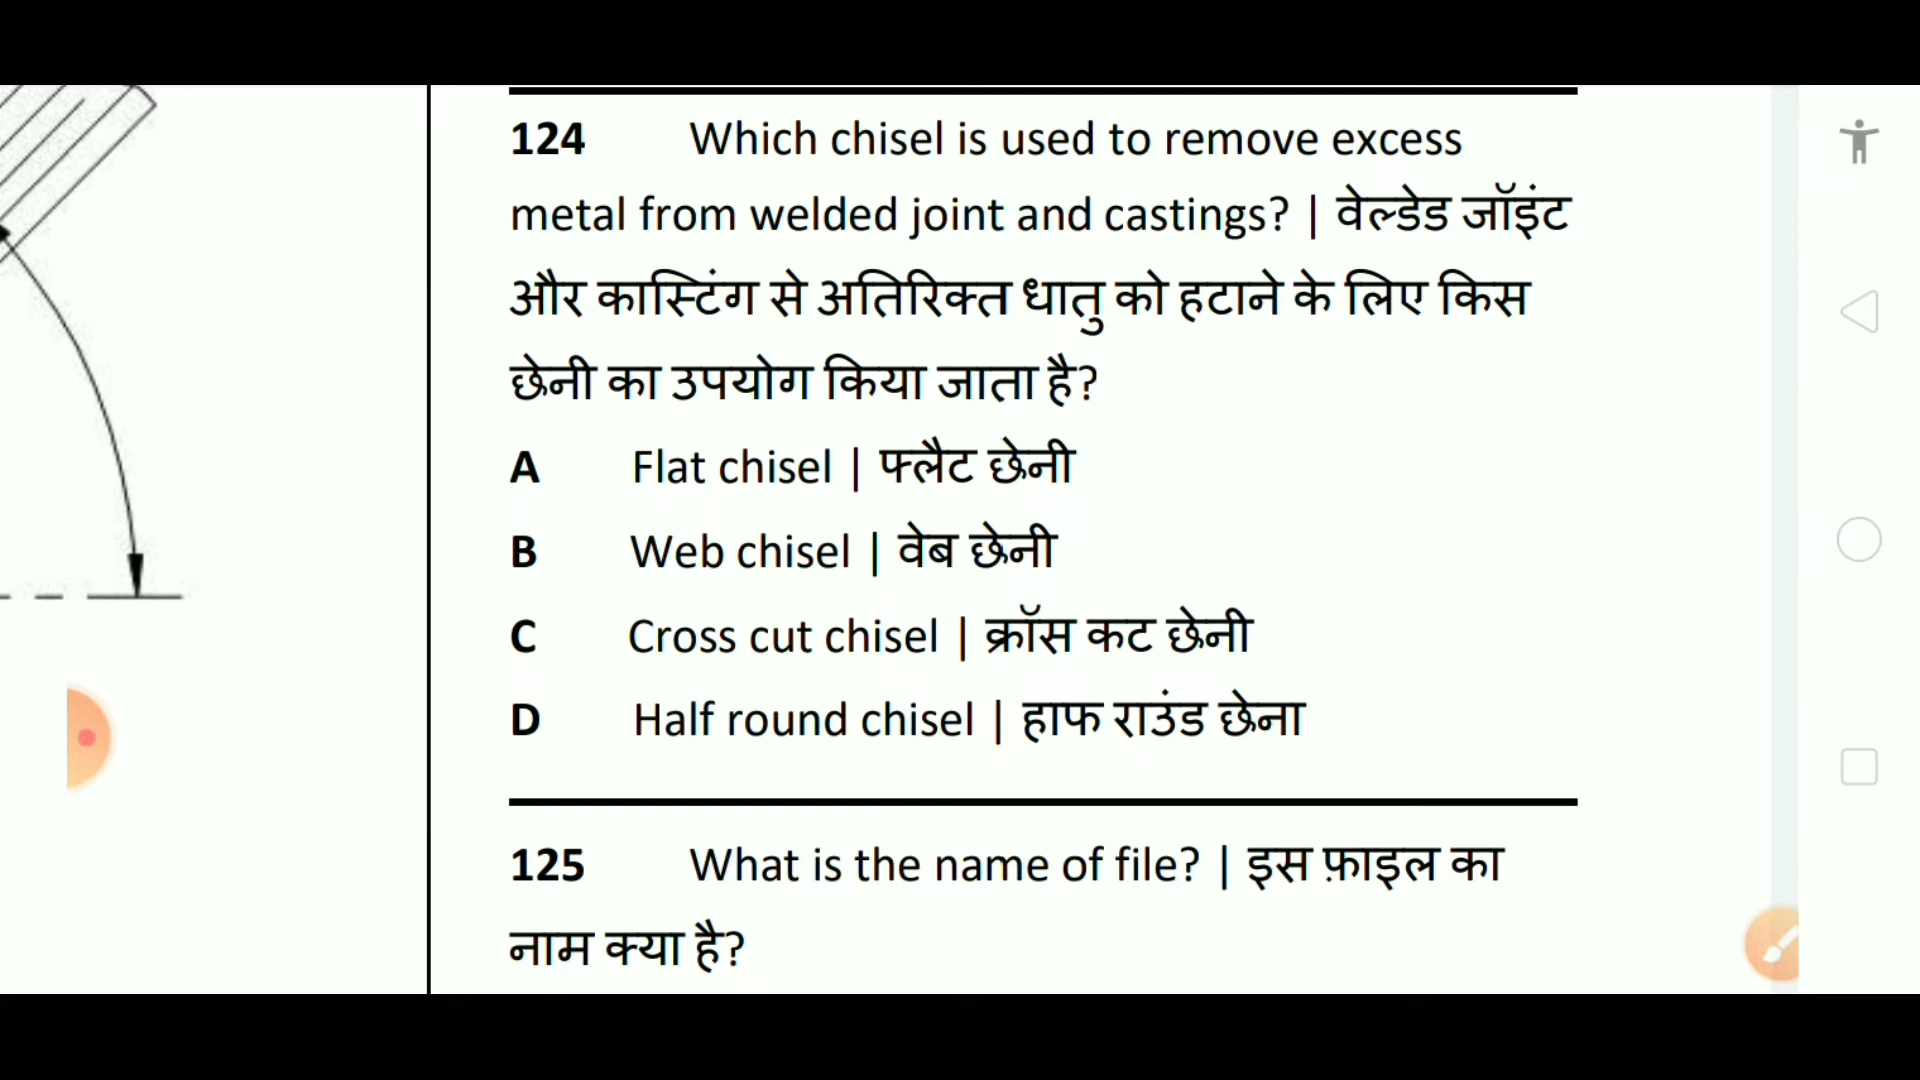 124 Which chisel is used to remove excess
metal from welded joint and castings? | वेल्डेड जॉइंट
और कास्टिंग से अतिरिक्त धातु को हटाने के लिए किस
छेनी का उपयोग किया जाता है?
A Flat chisel | फ्लैट छेनी
B Web chisel | वेब छेनी
C Cross cut chisel | क्रॉस कट छेनी
D Half round chisel | हाफ राउंड छेना
125 What is the name of file? | इस फ़ाइल का
नाम क्या है?